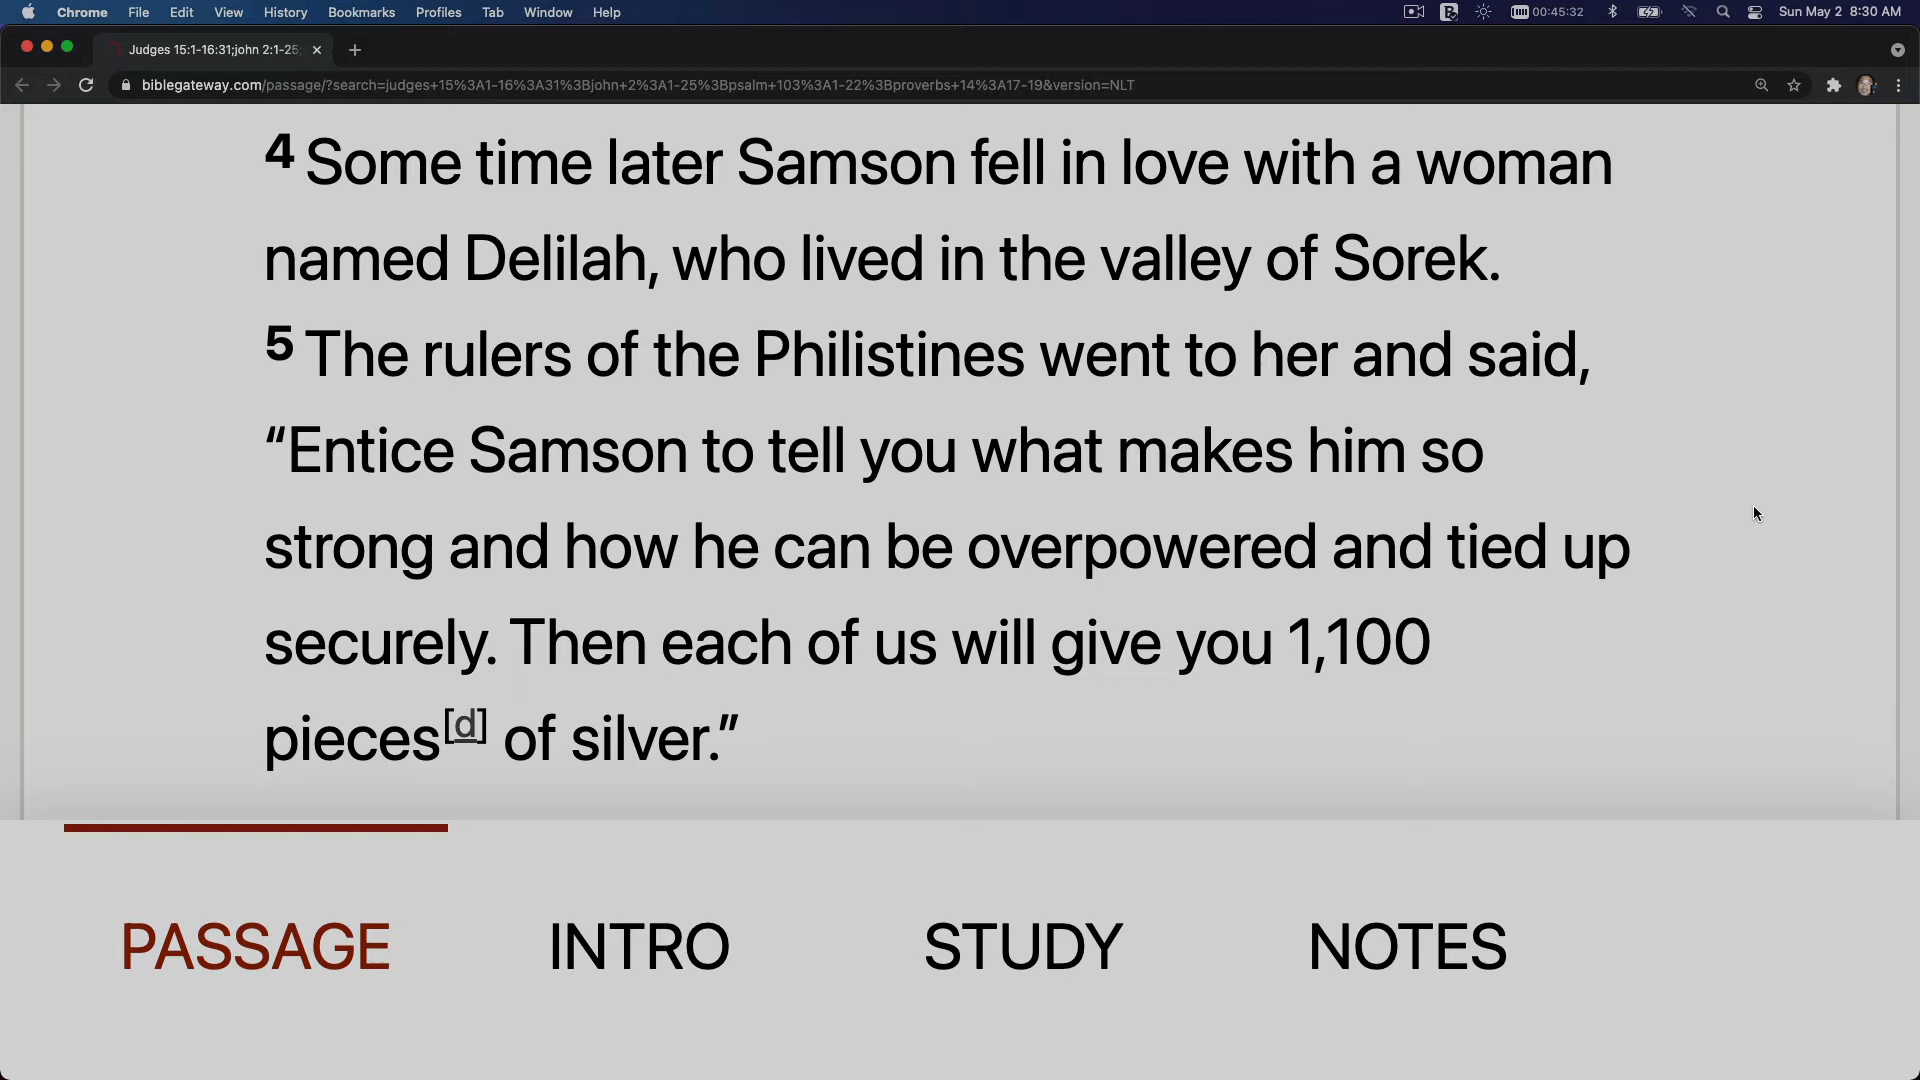 Chrome File Edit View History Bookmarks Profiles Tab Window Help 00:45:32 Sun May 2 8:30 AM
Judges 15:1-16:31;john 2:1-25;
biblegateway.com/passage/?search=judges+15%3A1-16%3A31%3Bjohn+2%3A1-25%3Bpsalm+103%3A1-22%3Bproverbs+14%3A17-19&version=NLT
4 Some time later Samson fell in love with a woman
named Delilah, who lived in the valley of Sorek.
5 The rulers of the Philistines went to her and said,
“Entice Samson to tell you what makes him so
strong and how he can be overpowered and tied up
securely. Then each of us will give you 1,100
pieces[d] of silver.”
PASSAGE INTRO STUDY NOTES